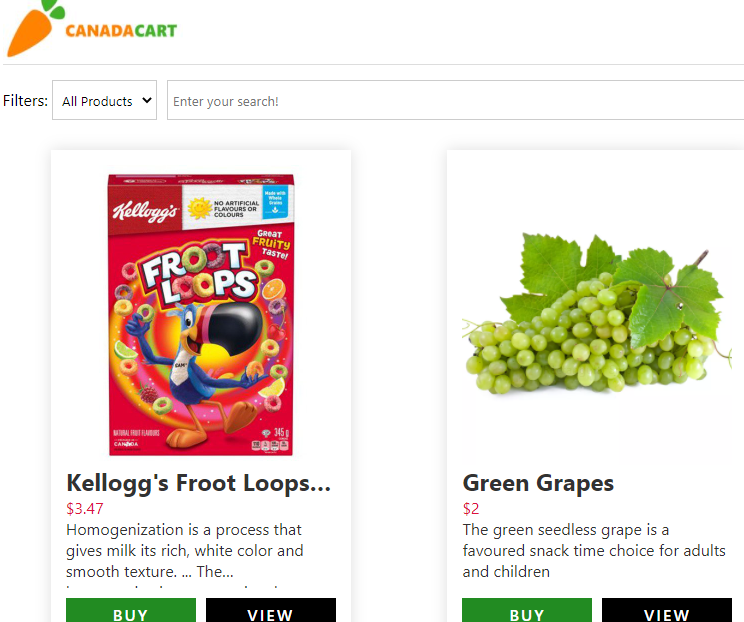 CANADACART
Filters:
All Products
Enter your search!
Kellogg's
NO ARTIFICIAL
FLAVOURS OR
COLOURS
Made with
Whole
Grains
GREAT
FRUITY
TASTE!
FROOT
LOOPS
SAM
NATURAL FRUIT FLAVOURS
CANADA
345 g
Kellogg's Froot Loops...
$3.47
Homogenization is a process that
gives milk its rich, white color and
smooth texture. ... The...
BUY
VIEW
Green Grapes
$2
The green seedless grape is a
favoured snack time choice for adults
and children
BUY
VIEW